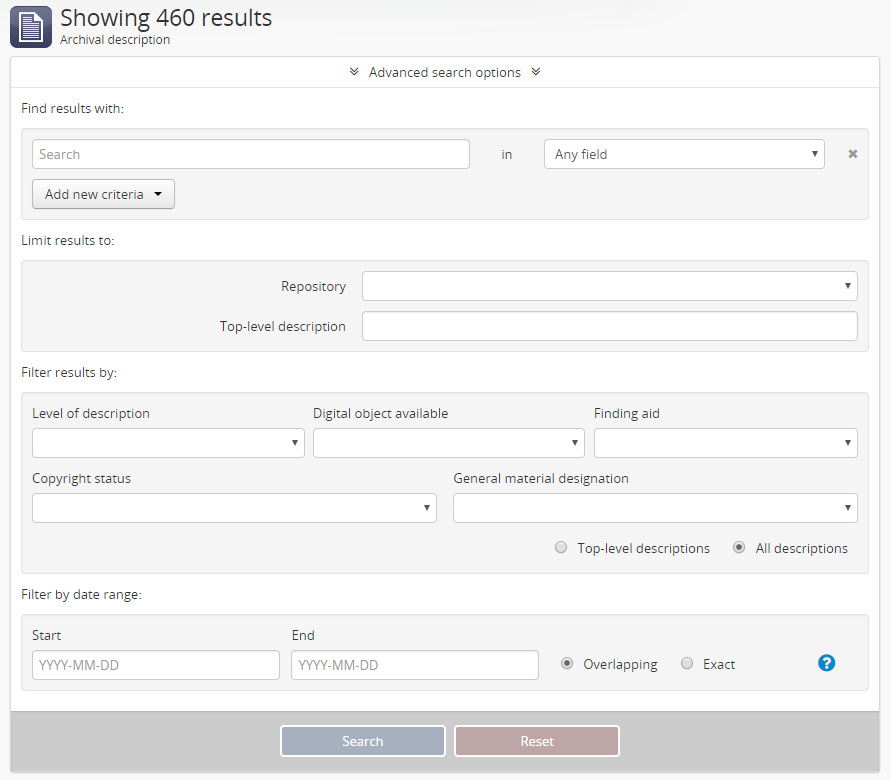 Showing 460 results
Archival description
Advanced search options
Find results with:
Search in Any field
Add new criteria
Limit results to:
Repository
Top-level description
Filter results by:
Level of description Digital object available Finding aid
Copyright status General material designation
Top-level descriptions All descriptions
Filter by date range:
Start End
YYYY-MM-DD YYYY-MM-DD Overlapping Exact ?
Search Reset